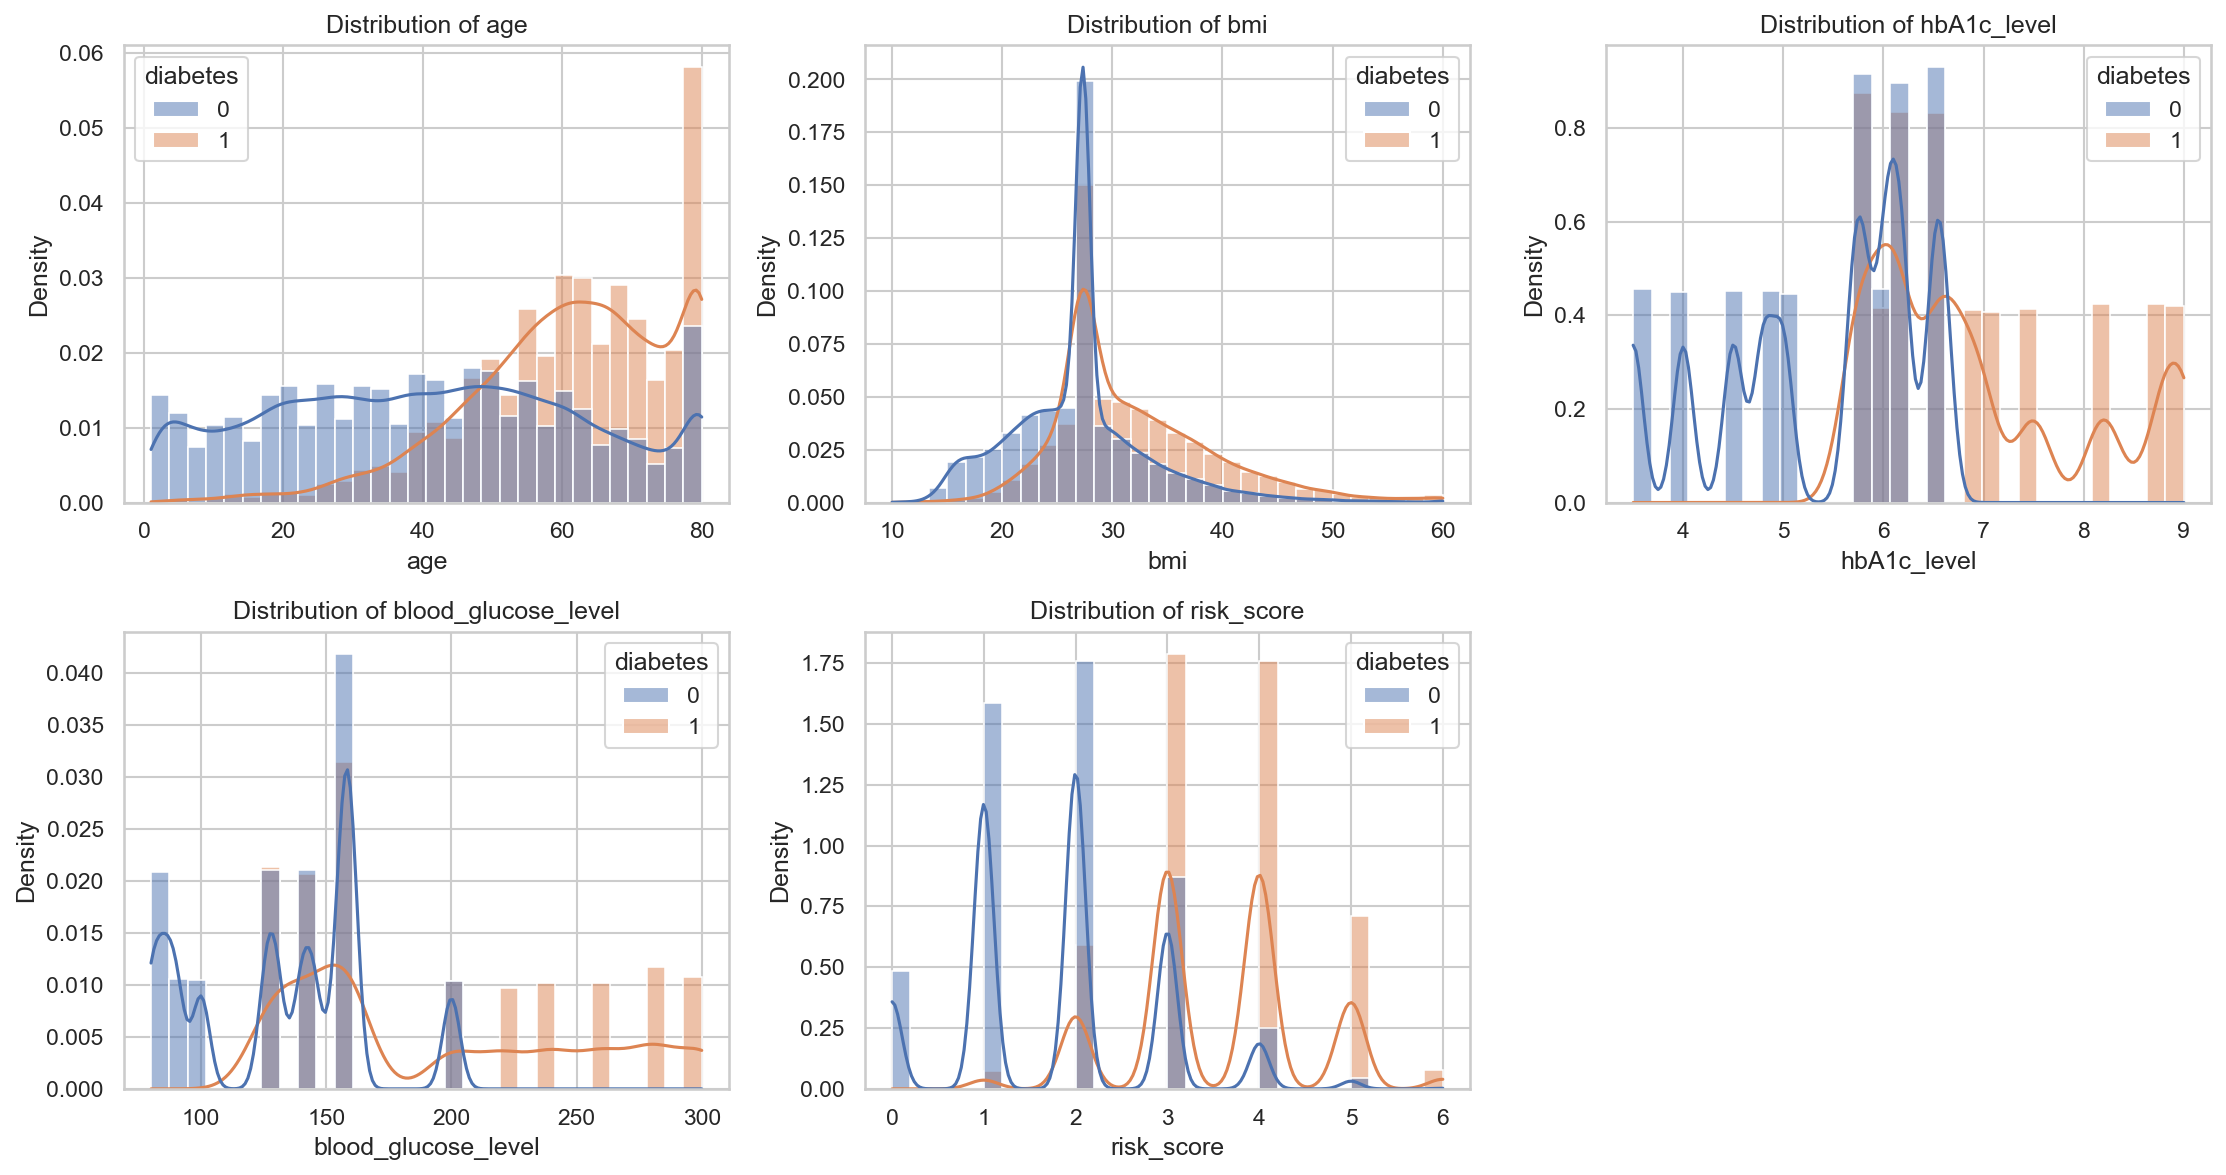 Distribution of age
0.06
0.05
0.04
0.03
0.02
0.01
0.00
Density
diabetes
0
1
0 20 40 60 80
age
Distribution of bmi
0.200
0.175
0.150
0.125
0.100
0.075
0.050
0.025
0.000
Density
diabetes
0
1
10 20 30 40 50 60
bmi
Distribution of hbA1c_level
0.8
0.6
0.4
0.2
0.0
Density
diabetes
0
1
4 5 6 7 8 9
hbA1c_level
Distribution of blood_glucose_level
0.040
0.035
0.030
0.025
0.020
0.015
0.010
0.005
0.000
Density
diabetes
0
1
100 150 200 250 300
blood_glucose_level
Distribution of risk_score
1.75
1.50
1.25
1.00
0.75
0.50
0.25
0.00
Density
diabetes
0
1
0 1 2 3 4 5 6
risk_score